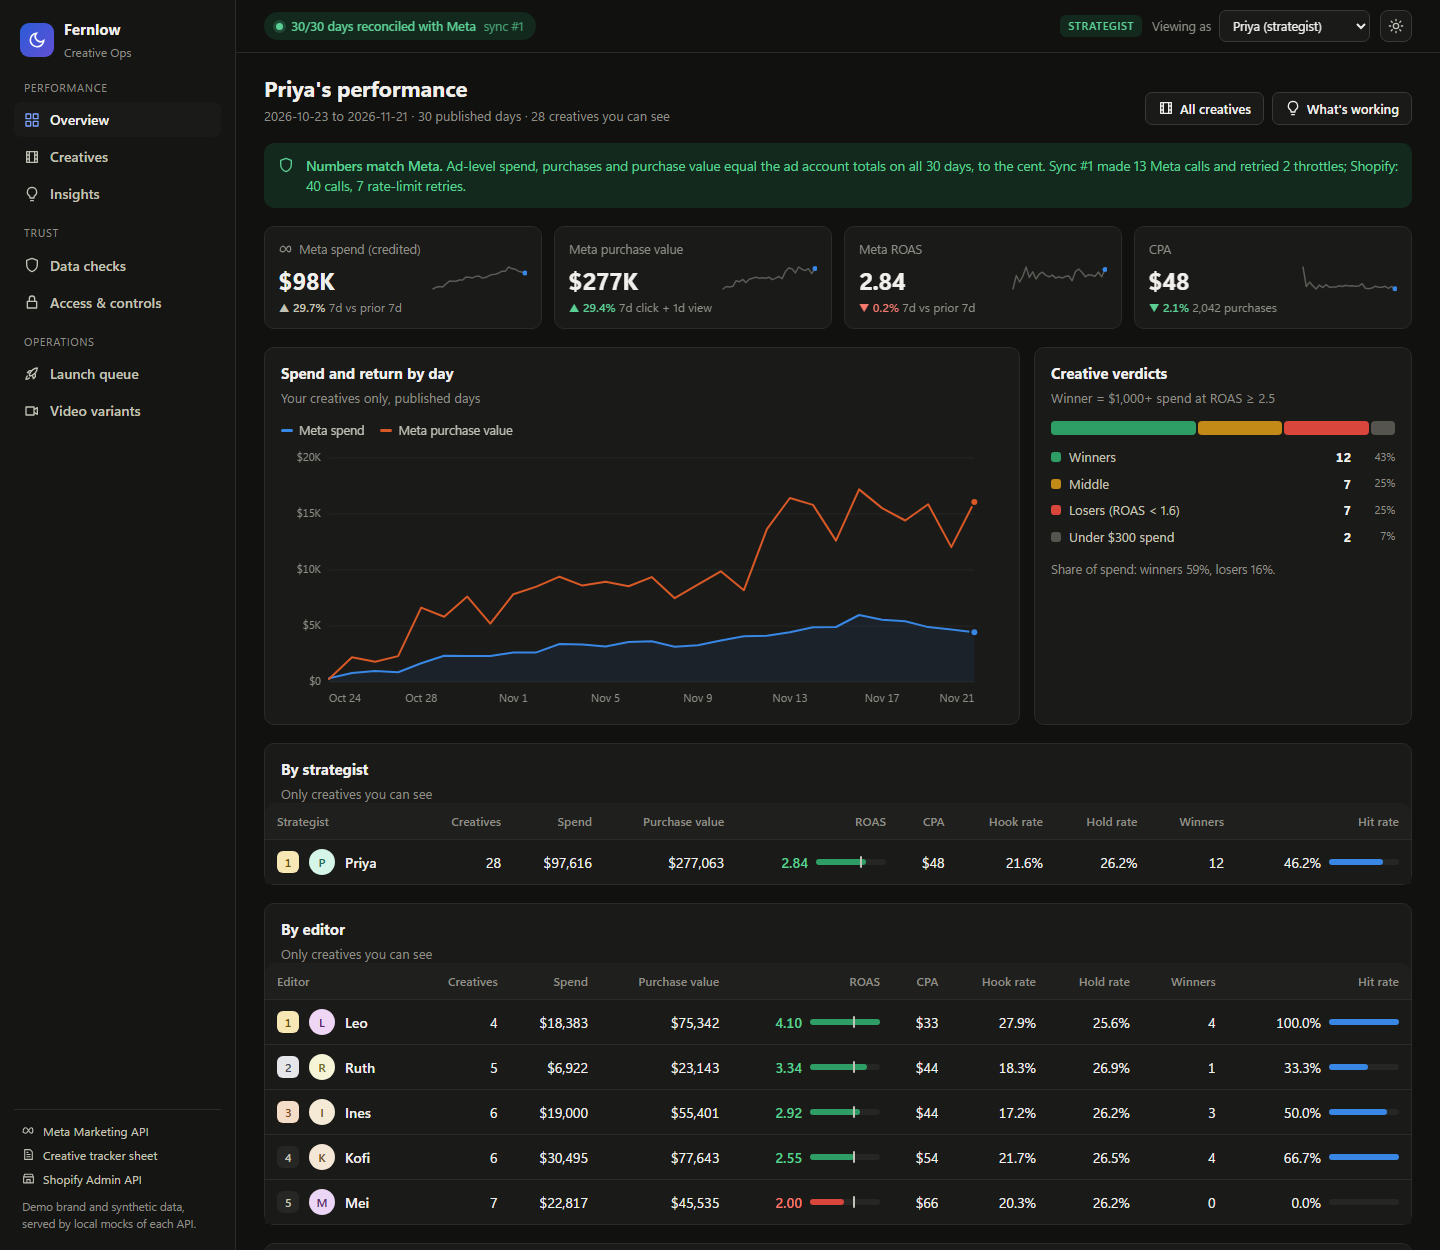 Fernlow
Creative Ops
PERFORMANCE
Overview
Creatives
Insights
TRUST
Data checks
Access & controls
OPERATIONS
Launch queue
Video variants
Meta Marketing API
Creative tracker sheet
Shopify Admin API
Demo brand and synthetic data,
served by local mocks of each API.
30/30 days reconciled with Meta sync #1
STRATEGIST Viewing as Priya (strategist)
Priya's performance
2026-10-23 to 2026-11-21 · 30 published days · 28 creatives you can see
All creatives
What's working
Numbers match Meta. Ad-level spend, purchases and purchase value equal the ad account totals on all 30 days, to the cent. Sync #1 made 13 Meta calls and retried 2 throttles; Shopify:
40 calls, 7 rate-limit retries.
Meta spend (credited)
$98K
▲ 29.7% 7d vs prior 7d
Meta purchase value
$277K
▲ 29.4% 7d click + 1d view
Meta ROAS
2.84
▼ 0.2% 7d vs prior 7d
CPA
$48
▼ 2.1% 2,042 purchases
Spend and return by day
Your creatives only, published days
Meta spend Meta purchase value
$20K
$15K
$10K
$5K
$0
Oct 24 Oct 28 Nov 1 Nov 5 Nov 9 Nov 13 Nov 17 Nov 21
Creative verdicts
Winner = $1,000+ spend at ROAS ≥ 2.5
Winners 12 43%
Middle 7 25%
Losers (ROAS < 1.6) 7 25%
Under $300 spend 2 7%
Share of spend: winners 59%, losers 16%.
By strategist
Only creatives you can see
Strategist Creatives Spend Purchase value ROAS CPA Hook rate Hold rate Winners Hit rate
1 P Priya 28 $97,616 $277,063 2.84 $48 21.6% 26.2% 12 46.2%
By editor
Only creatives you can see
Editor Creatives Spend Purchase value ROAS CPA Hook rate Hold rate Winners Hit rate
1 L Leo 4 $18,383 $75,342 4.10 $33 27.9% 25.6% 4 100.0%
2 R Ruth 5 $6,922 $23,143 3.34 $44 18.3% 26.9% 1 33.3%
3 I Ines 6 $19,000 $55,401 2.92 $44 17.2% 26.2% 3 50.0%
4 K Kofi 6 $30,495 $77,643 2.55 $54 21.7% 26.5% 4 66.7%
5 M Mei 7 $22,817 $45,535 2.00 $66 20.3% 26.2% 0 0.0%